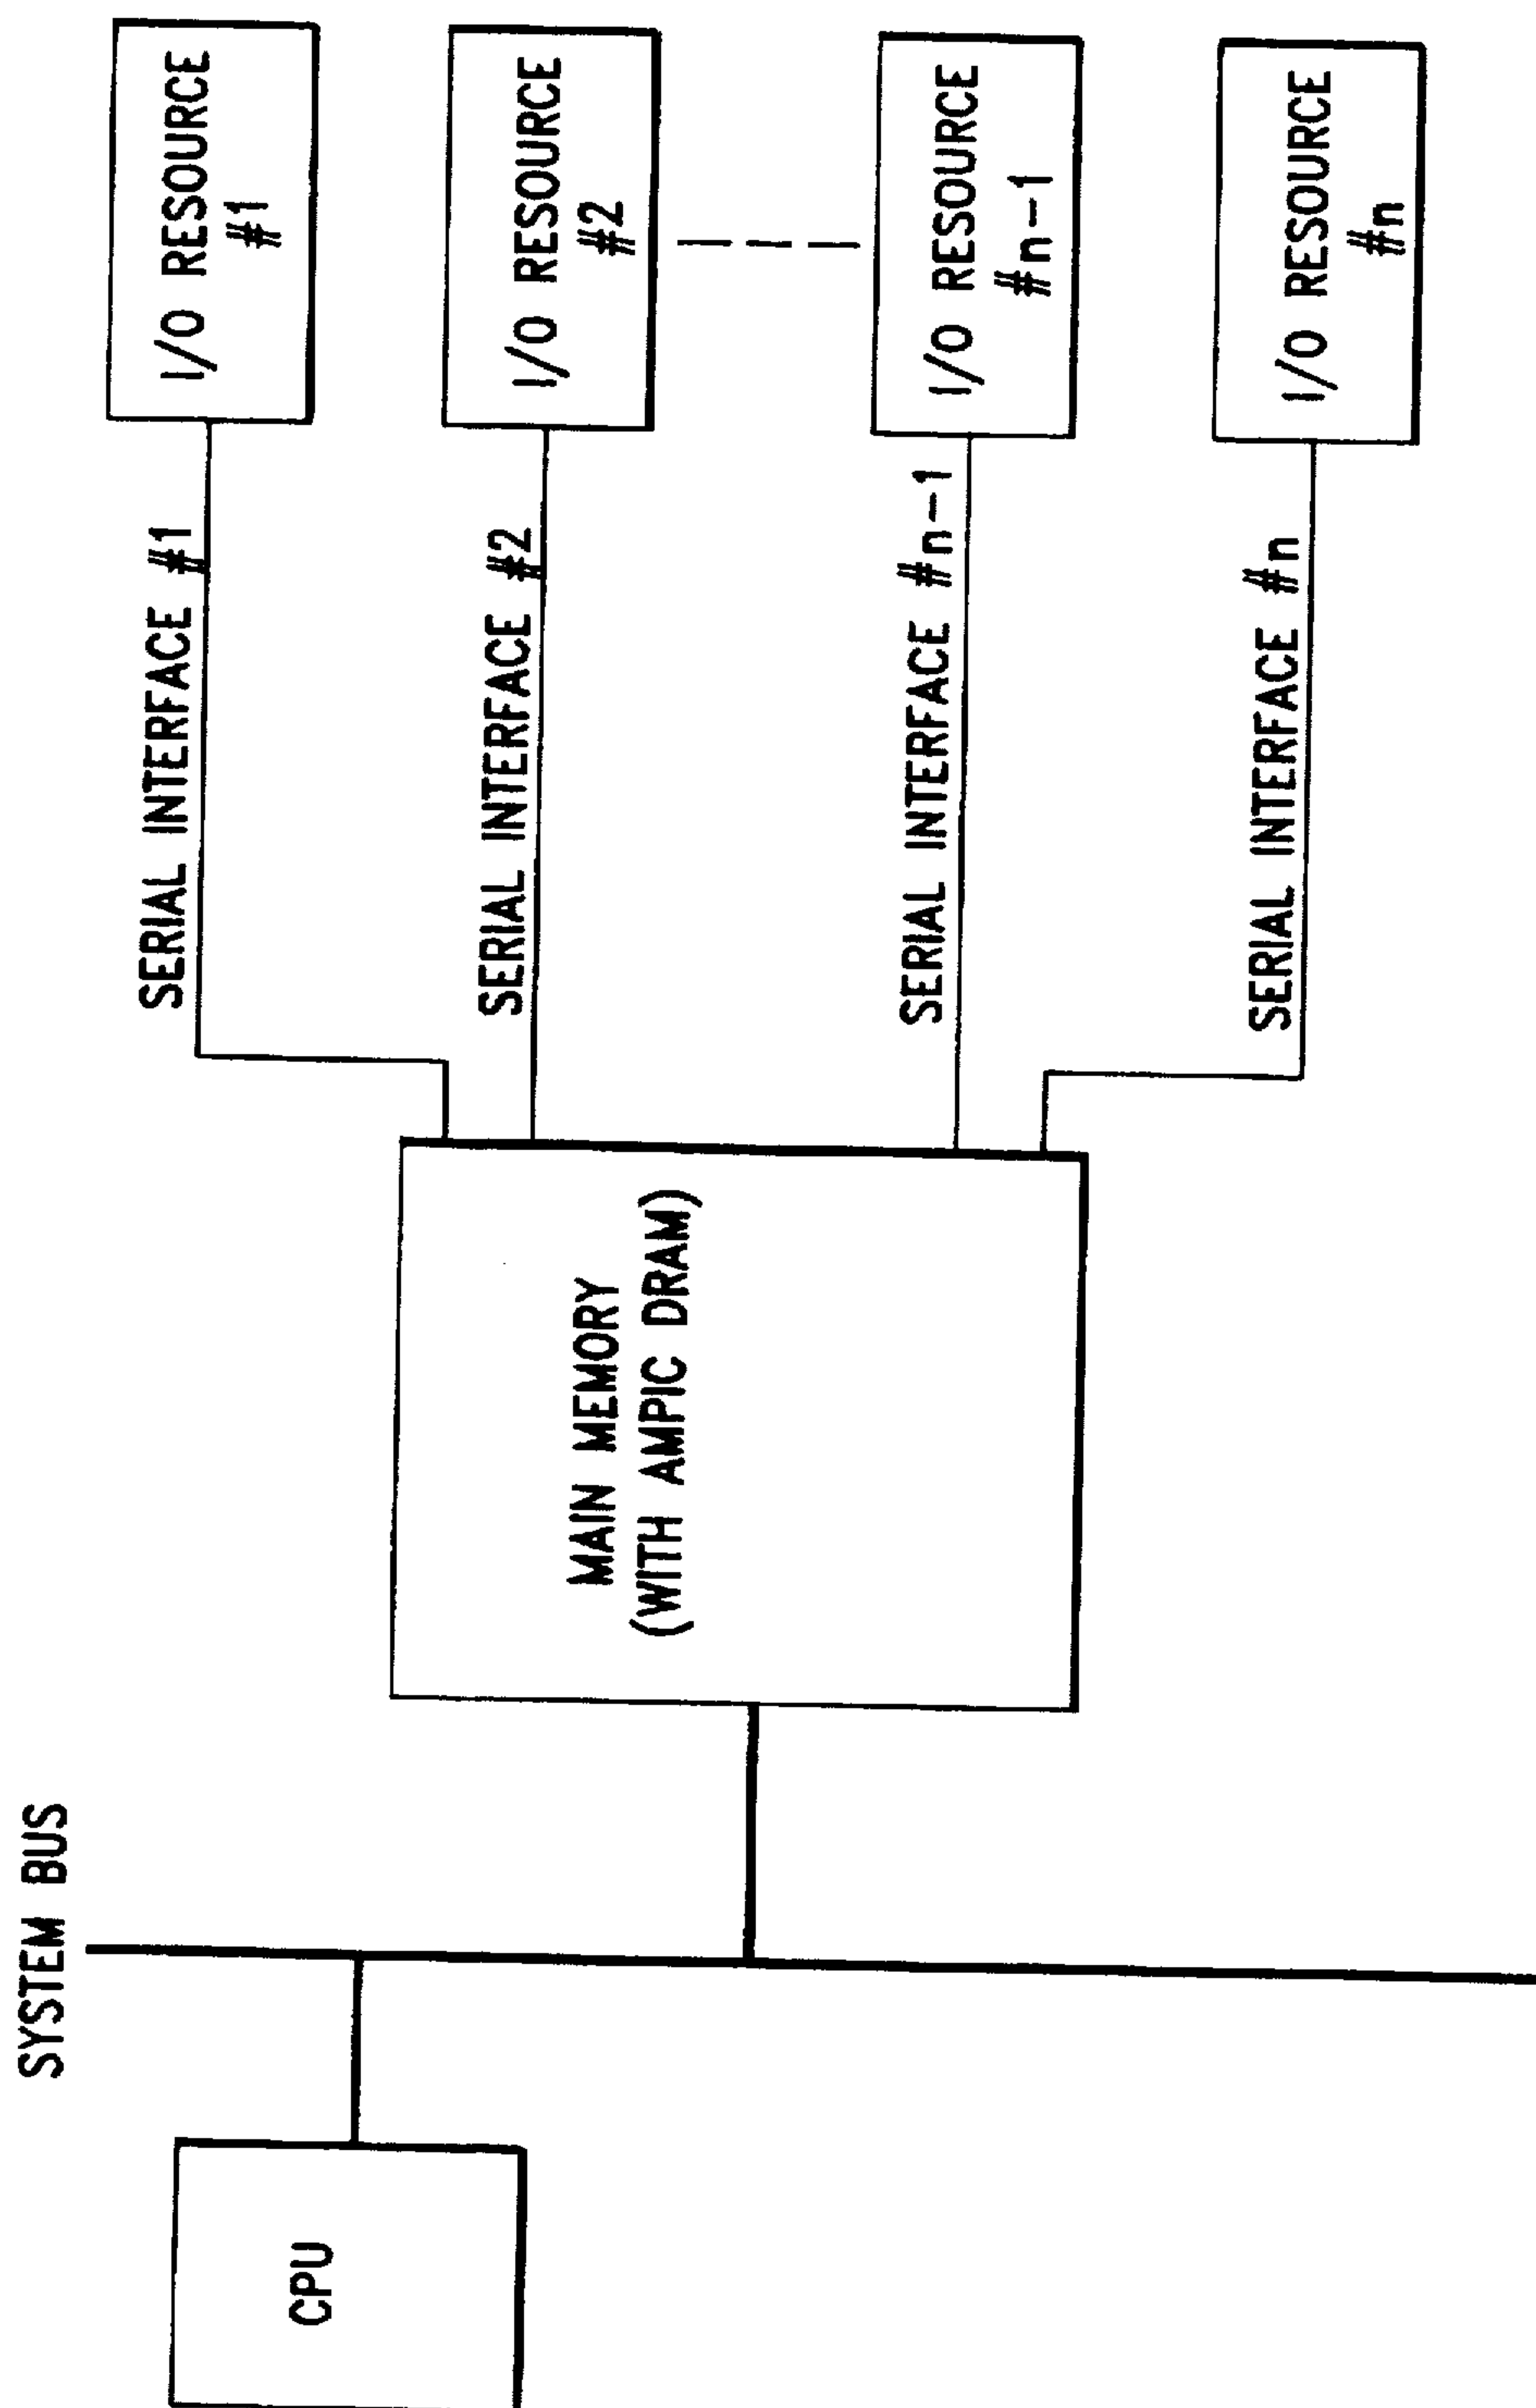 SYSTEM BUS
CPU
MAIN MEMORY
(WITH AMPIC DRAM)
SERIAL INTERFACE #1
SERIAL INTERFACE #2
SERIAL INTERFACE #n-1
SERIAL INTERFACE #n
I/O RESOURCE
#1
I/O RESOURCE
#2
I/O RESOURCE
#n-1
I/O RESOURCE
#n